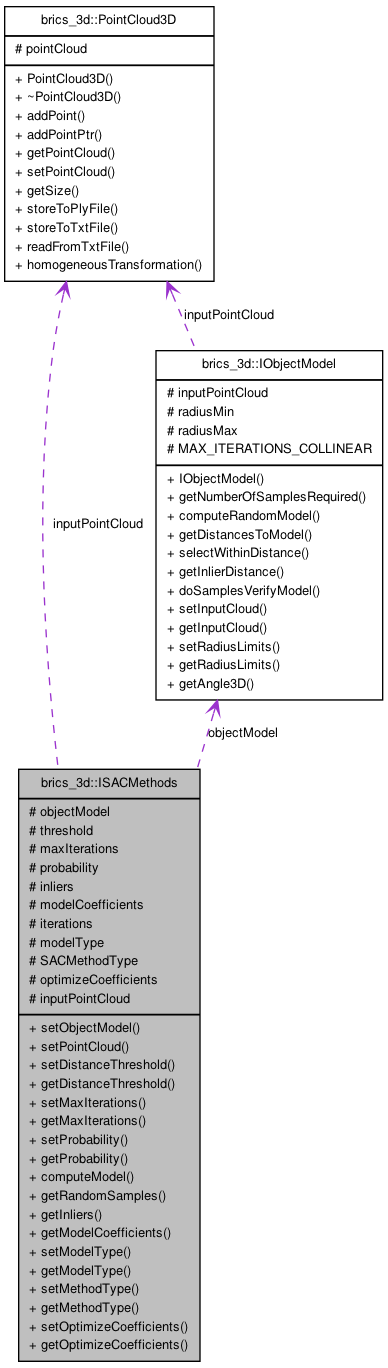 brics_3d::PointCloud3D
# pointCloud
+ PointCloud3D()
+ ~PointCloud3D()
+ addPoint()
+ addPointPtr()
+ getPointCloud()
+ setPointCloud()
+ getSize()
+ storeToPlyFile()
+ storeToTxtFile()
+ readFromTxtFile()
+ homogeneousTransformation()
inputPointCloud
brics_3d::IObjectModel
# inputPointCloud
# radiusMin
# radiusMax
# MAX_ITERATIONS_COLLINEAR
+ IObjectModel()
+ getNumberOfSamplesRequired()
+ computeRandomModel()
+ getDistancesToModel()
+ selectWithinDistance()
+ getInlierDistance()
+ doSamplesVerifyModel()
+ setInputCloud()
+ getInputCloud()
+ setRadiusLimits()
+ getRadiusLimits()
+ getAngle3D()
inputPointCloud
objectModel
brics_3d::ISACMethods
# objectModel
# threshold
# maxIterations
# probability
# inliers
# modelCoefficients
# iterations
# modelType
# SACMethodType
# optimizeCoefficients
# inputPointCloud
+ setObjectModel()
+ setPointCloud()
+ setDistanceThreshold()
+ getDistanceThreshold()
+ setMaxIterations()
+ getMaxIterations()
+ setProbability()
+ getProbability()
+ computeModel()
+ getRandomSamples()
+ getInliers()
+ getModelCoefficients()
+ setModelType()
+ getModelType()
+ setMethodType()
+ getMethodType()
+ setOptimizeCoefficients()
+ getOptimizeCoefficients()